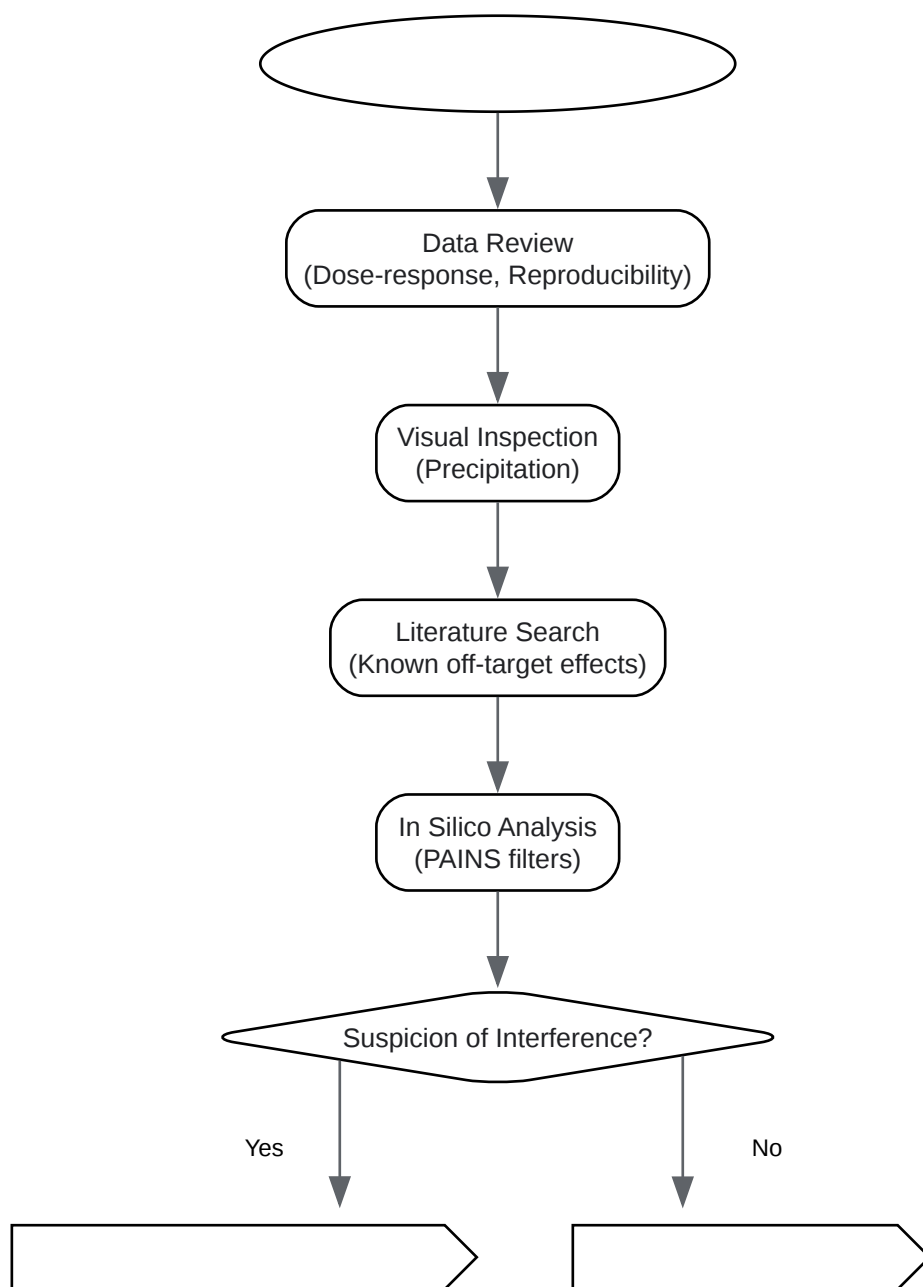 Data Review
(Dose-response, Reproducibility)
Visual Inspection
(Precipitation)
Literature Search
(Known off-target effects)
In Silico Analysis
(PAINS filters)
Suspicion of Interference?
Yes
No